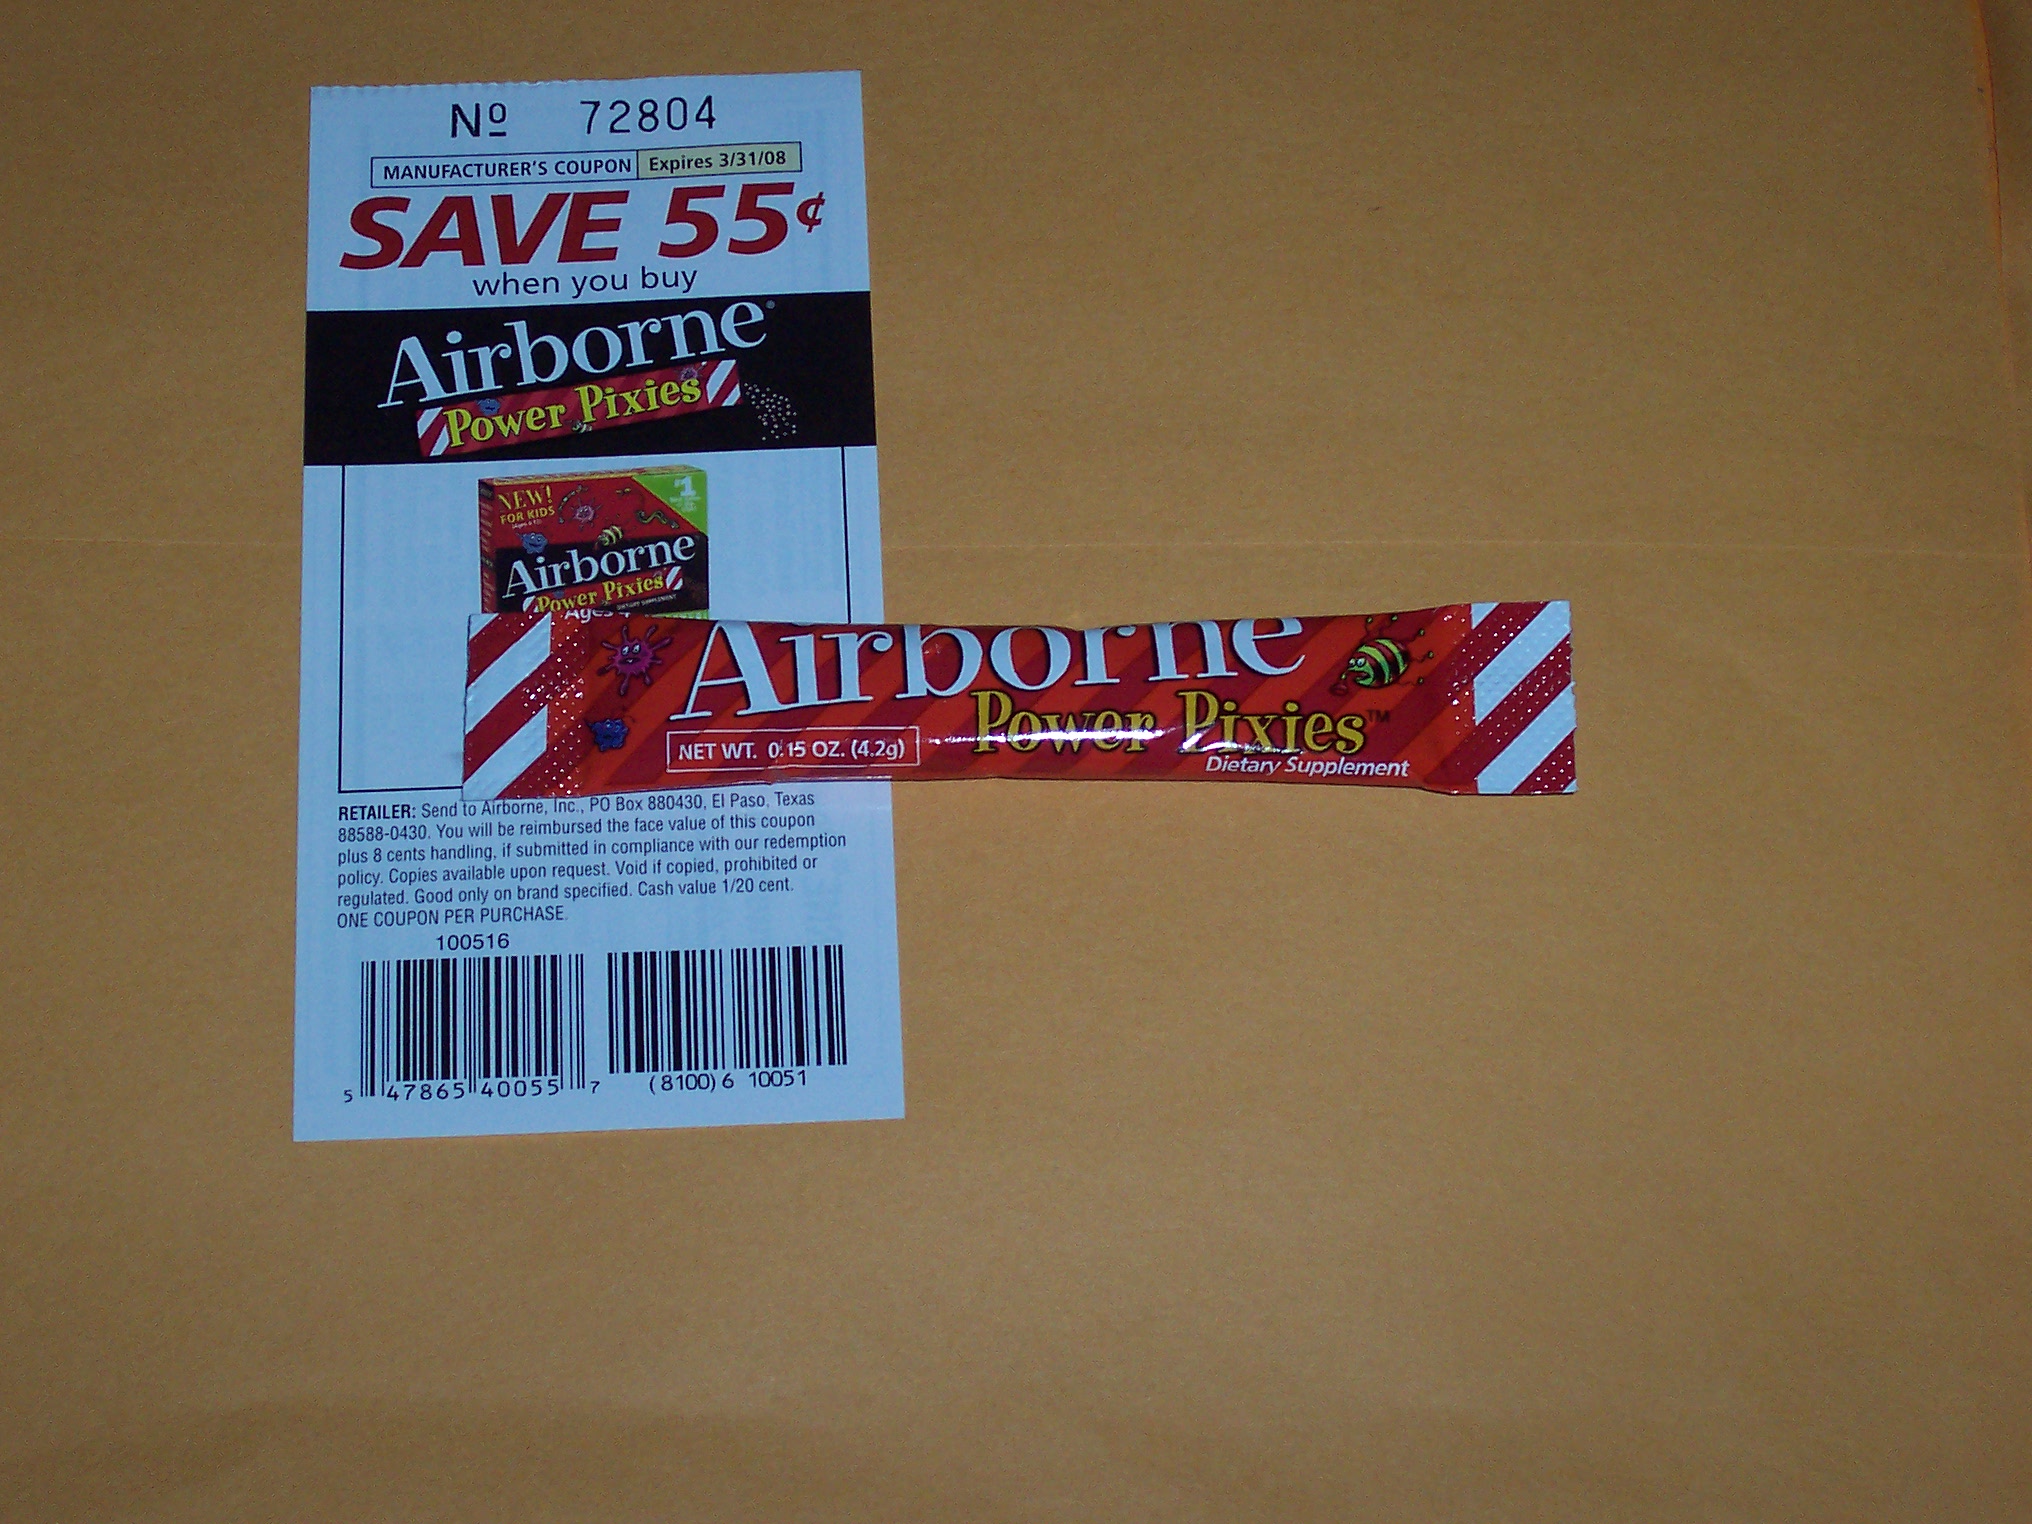 Nº 72804
MANUFACTURER'S COUPON Expires 3/31/08
SAVE 55¢
when you buy
Airborne®
Power Pixies
NEW!
FOR KIDS
#1
Airborne
Power Pixies
DIETARY SUPPLEMENT
Ages
Airborne
Power Pixies™
NET WT. 0.15 OZ. (4.2g)
Dietary Supplement
RETAILER: Send to Airborne, Inc., PO Box 880430, El Paso, Texas
88588-0430. You will be reimbursed the face value of this coupon
plus 8 cents handling, if submitted in compliance with our redemption
policy. Copies available upon request. Void if copied, prohibited or
regulated. Good only on brand specified. Cash value 1/20 cent.
ONE COUPON PER PURCHASE.
100516
5 47865 40055 7 (8100) 6 10051